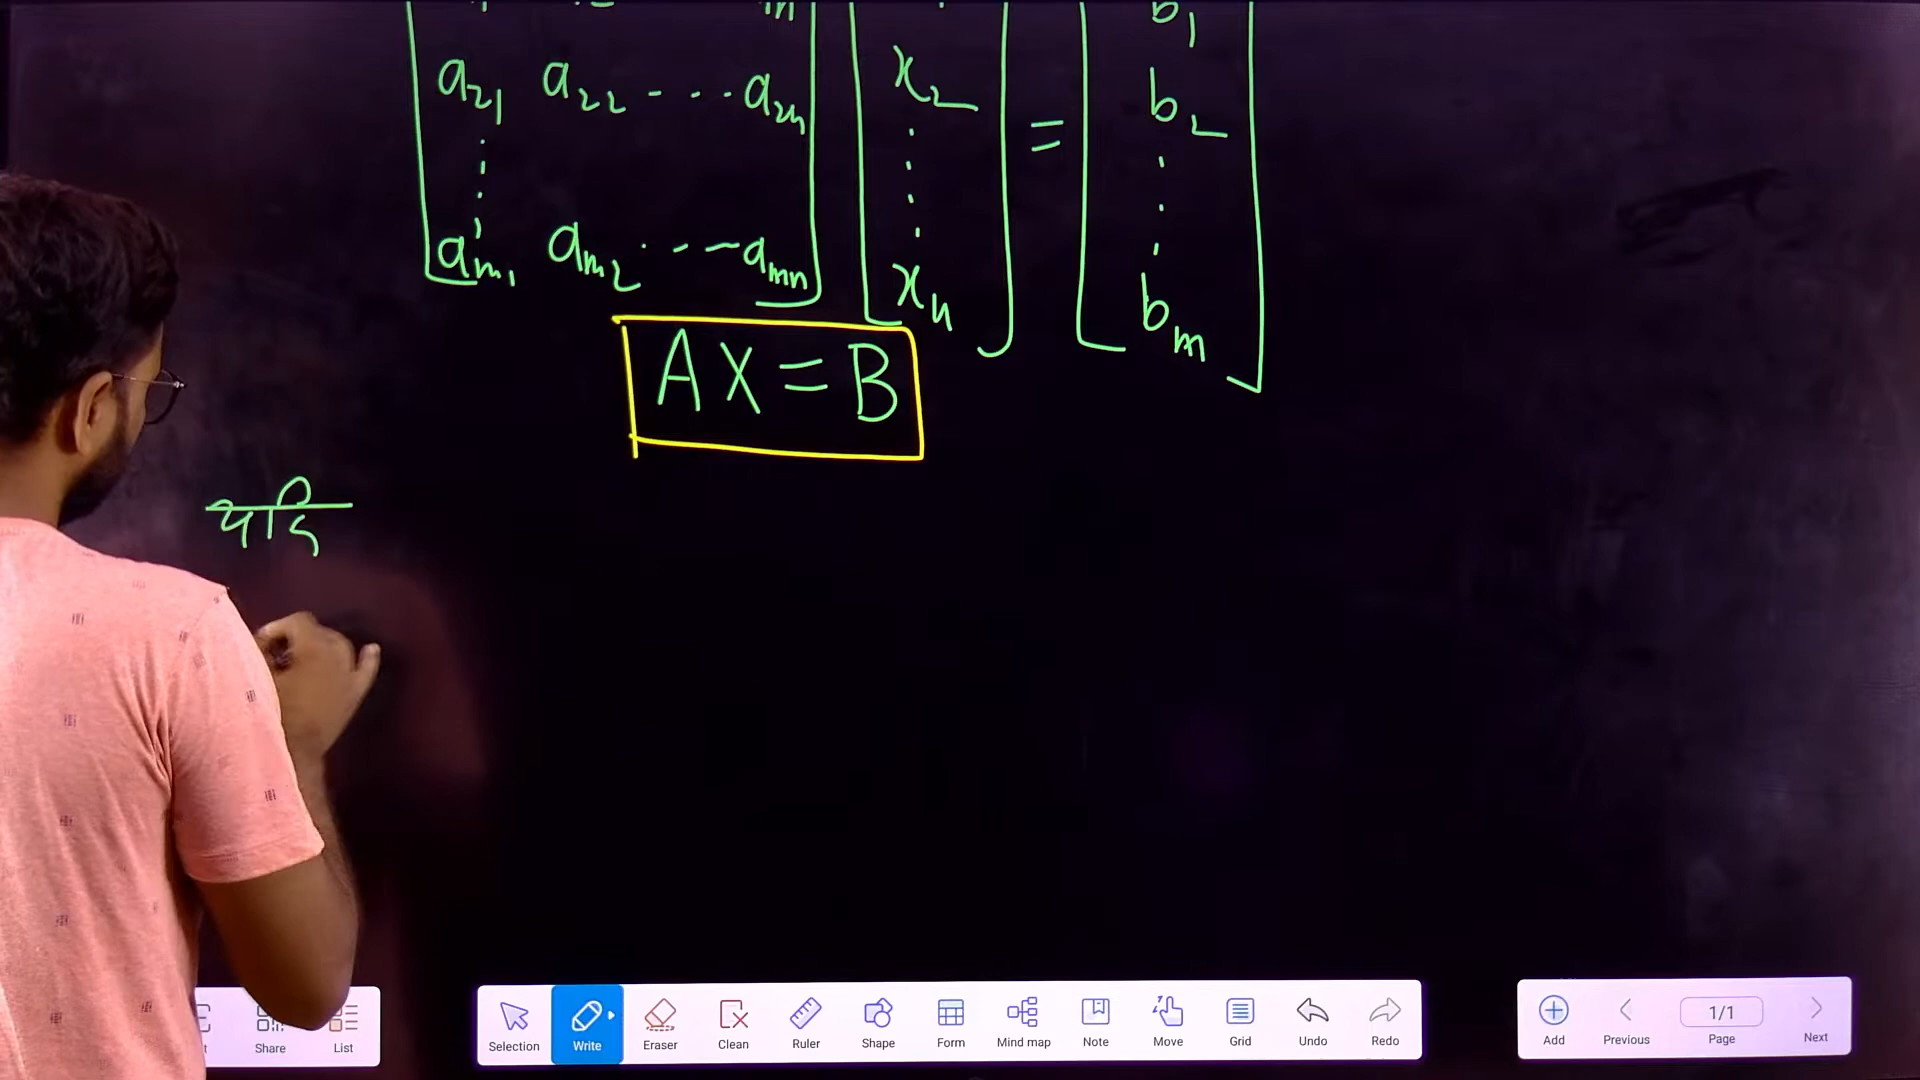 b₁
a₂₁ a₂₂ - - - a₂ₙ x₂ = b₂
aₘ₁ aₘ₂ - - - aₘₙ xₙ bₘ
AX = B
यदि
Share List
Selection Write Eraser Clean Ruler Shape Form Mind map Note Move Grid Undo Redo
Add Previous 1/1 Page Next